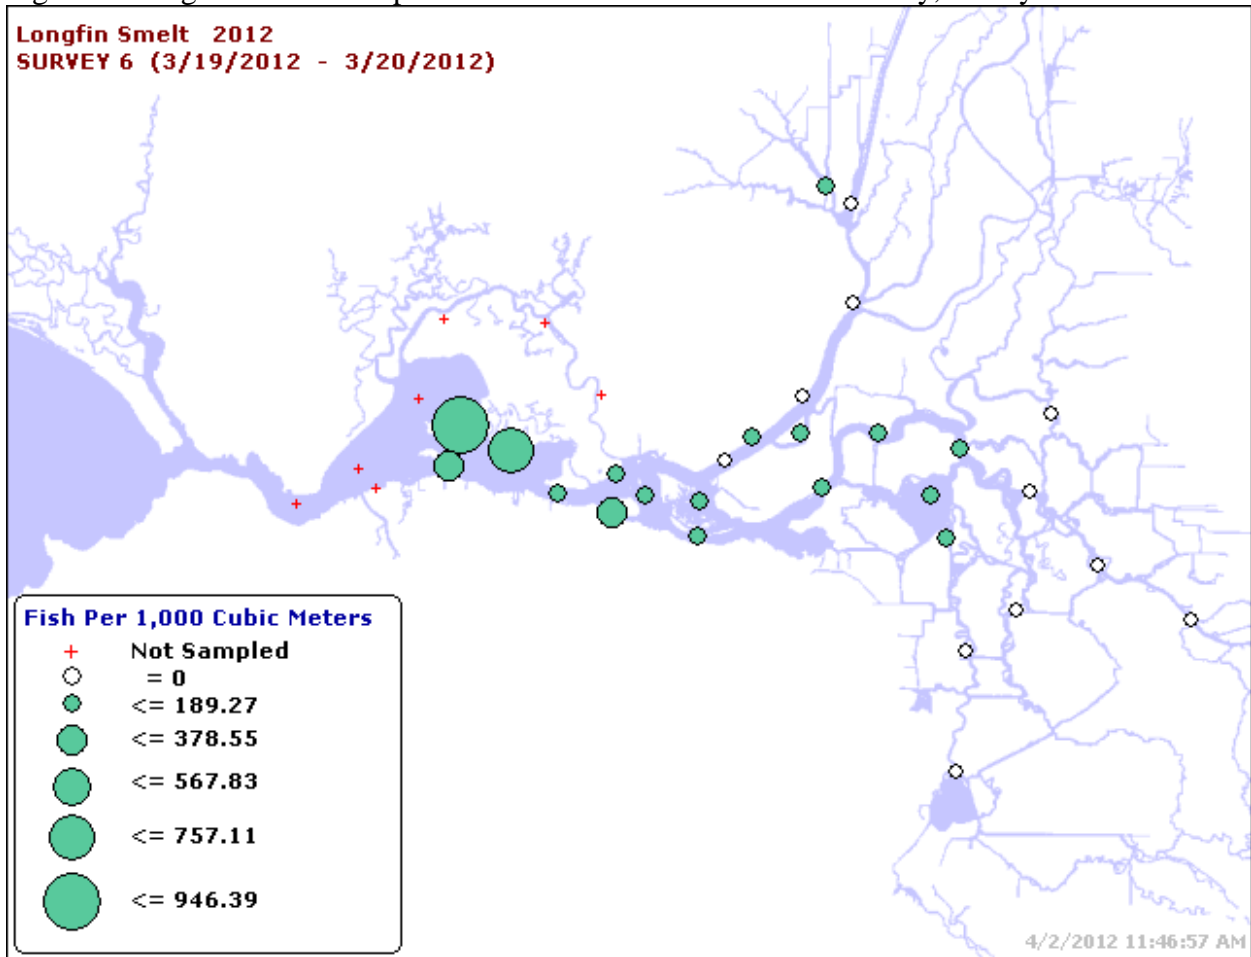 Longfin Smelt 2012
SURVEY 6 (3/19/2012 - 3/20/2012)
Fish Per 1,000 Cubic Meters
Not Sampled
= 0
<= 189.27
<= 378.55
<= 567.83
<= 757.11
<= 946.39
4/2/2012 11:46:57 AM